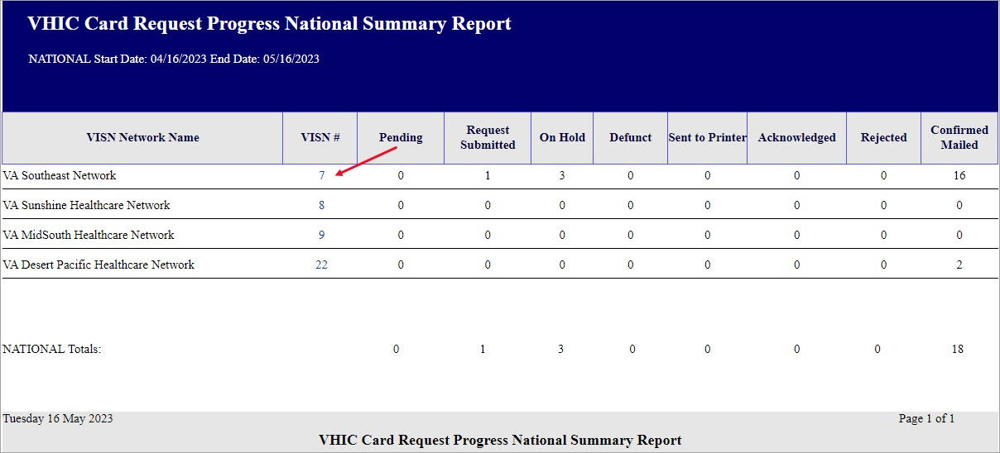 VHIC Card Request Progress National Summary Report
NATIONAL Start Date: 04/16/2023 End Date: 05/16/2023
VISN Network Name VISN # Pending Request Submitted On Hold Defunct Sent to Printer Acknowledged Rejected Confirmed Mailed
VA Southeast Network 7 0 1 3 0 0 0 0 16
VA Sunshine Healthcare Network 8 0 0 0 0 0 0 0 0
VA MidSouth Healthcare Network 9 0 0 0 0 0 0 0 0
VA Desert Pacific Healthcare Network 22 0 0 0 0 0 0 0 2
NATIONAL Totals: 0 1 3 0 0 0 0 18
Tuesday 16 May 2023 Page 1 of 1
VHIC Card Request Progress National Summary Report